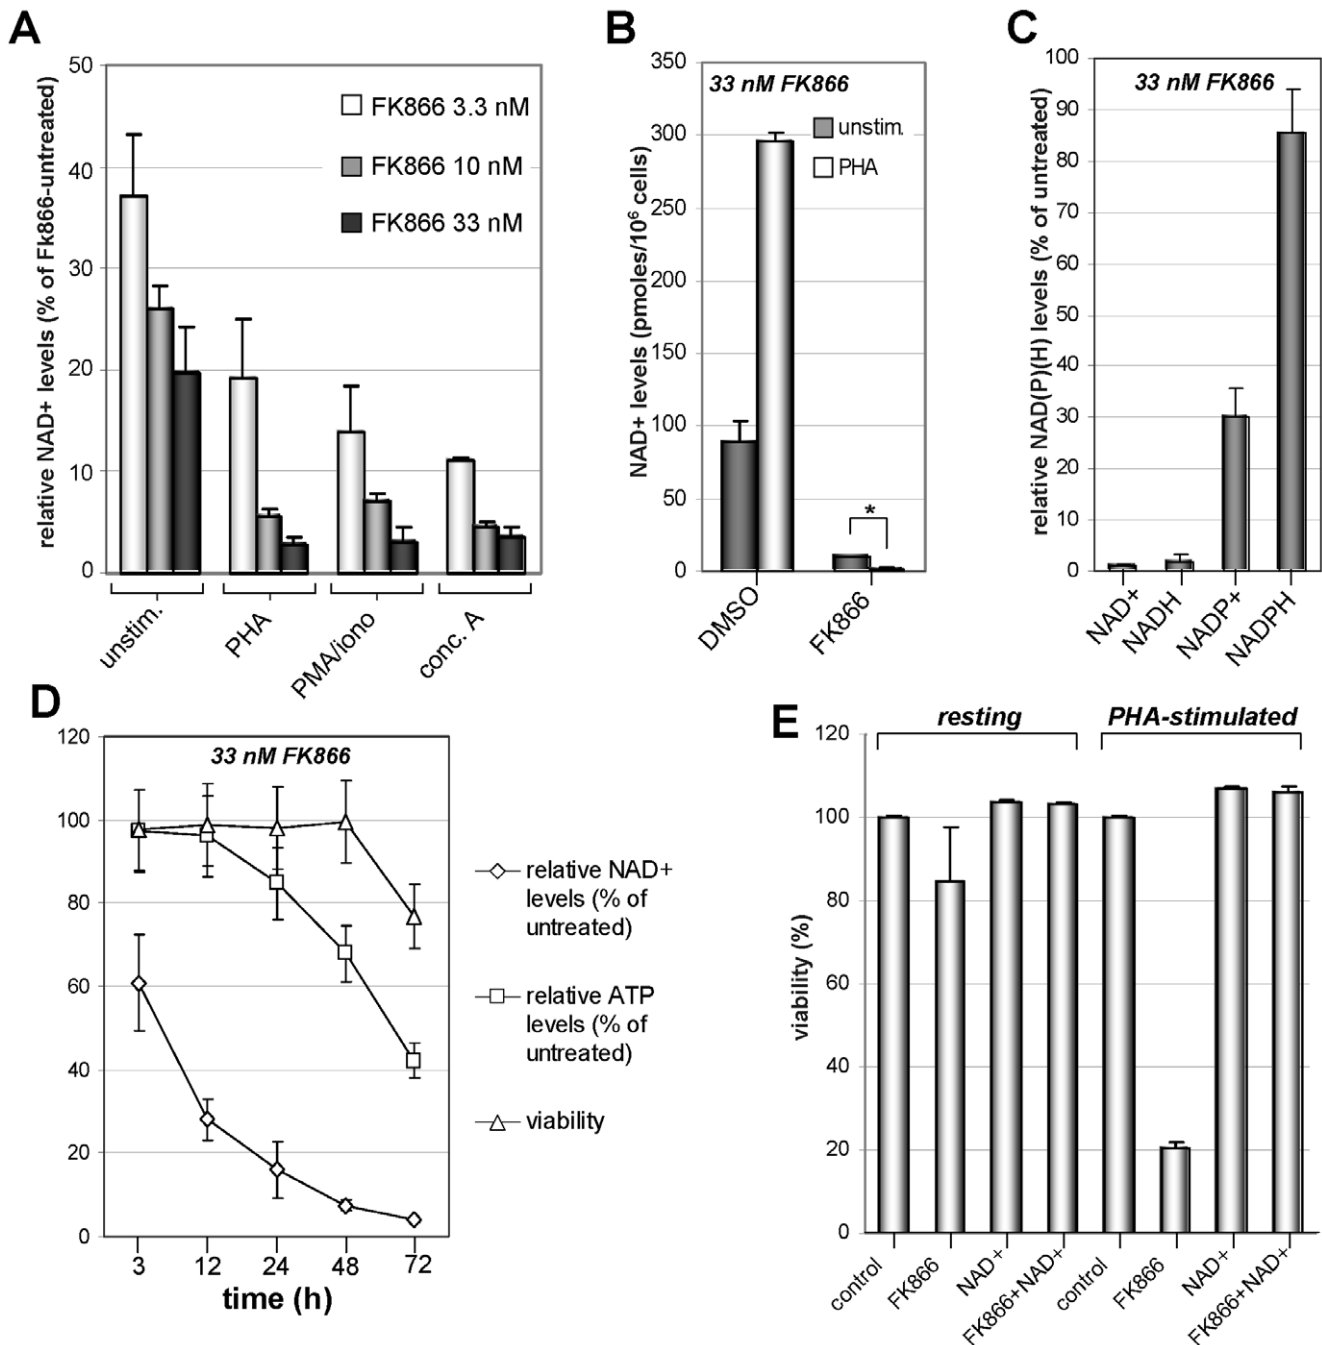 A
relative NAD+ levels (% of Fk866-untreated)
50
40
30
20
10
0
FK866 3.3 nM
FK866 10 nM
FK866 33 nM
unstim.
PHA
PMA/iono
conc. A
B
NAD+ levels (pmoles/10⁶ cells)
350
300
250
200
150
100
50
0
33 nM FK866
unstim.
PHA
*
DMSO
FK866
C
relative NAD(P)(H) levels (% of untreated)
100
90
80
70
60
50
40
30
20
10
0
33 nM FK866
NAD+
NADH
NADP+
NADPH
D
120
100
80
60
40
20
0
33 nM FK866
3
12
24
48
72
time (h)
relative NAD+
levels (% of
untreated)
relative ATP
levels (% of
untreated)
viability
E
viability (%)
120
100
80
60
40
20
0
resting
PHA-stimulated
control
FK866
NAD+
FK866+NAD+
control
FK866
NAD+
FK866+NAD+